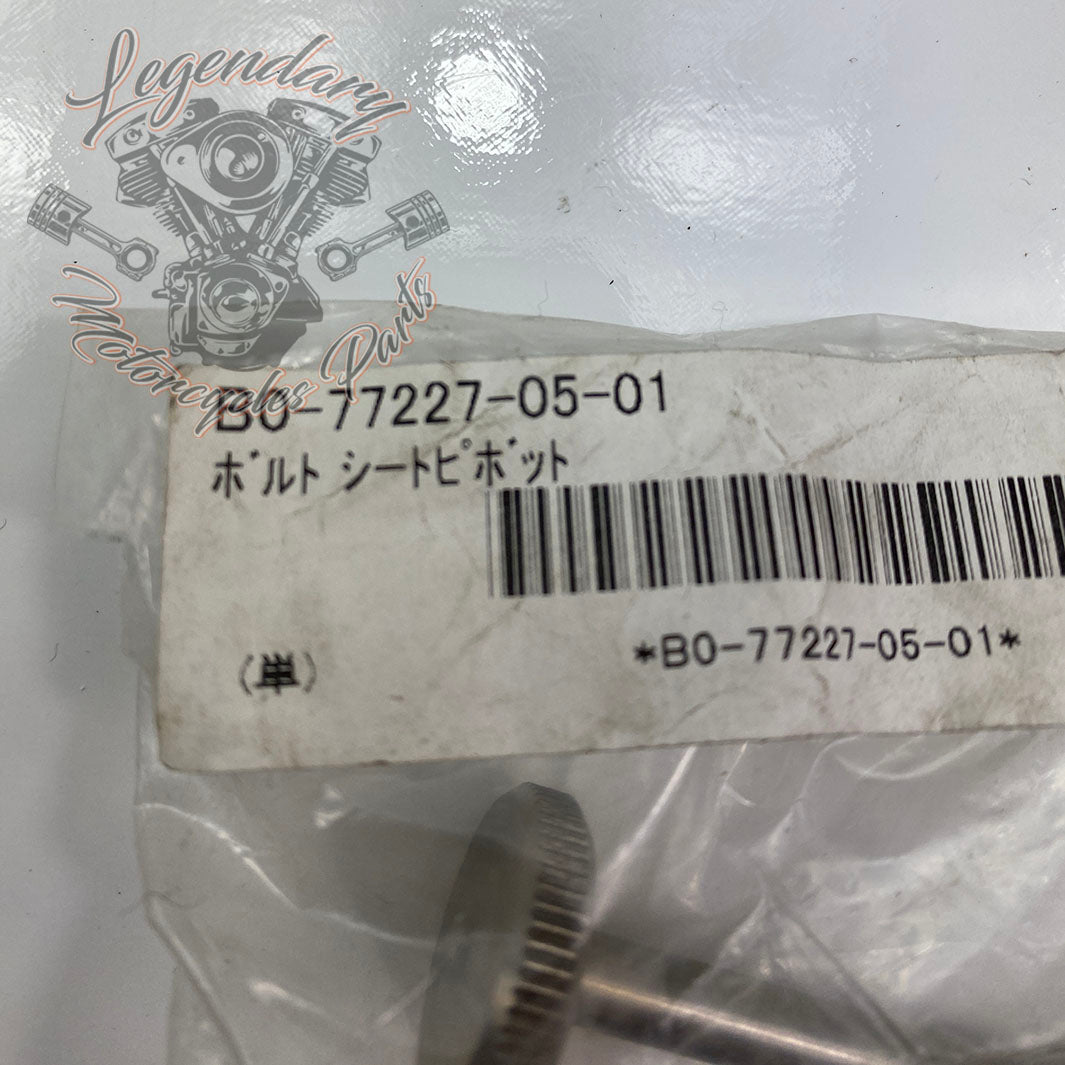 Legendary
Motorcycles Parts
B0-77227-05-01
ﾎﾞﾙﾄ ｼｰﾄﾋﾟﾎﾞｯﾄ
(単)
*B0-77227-05-01*